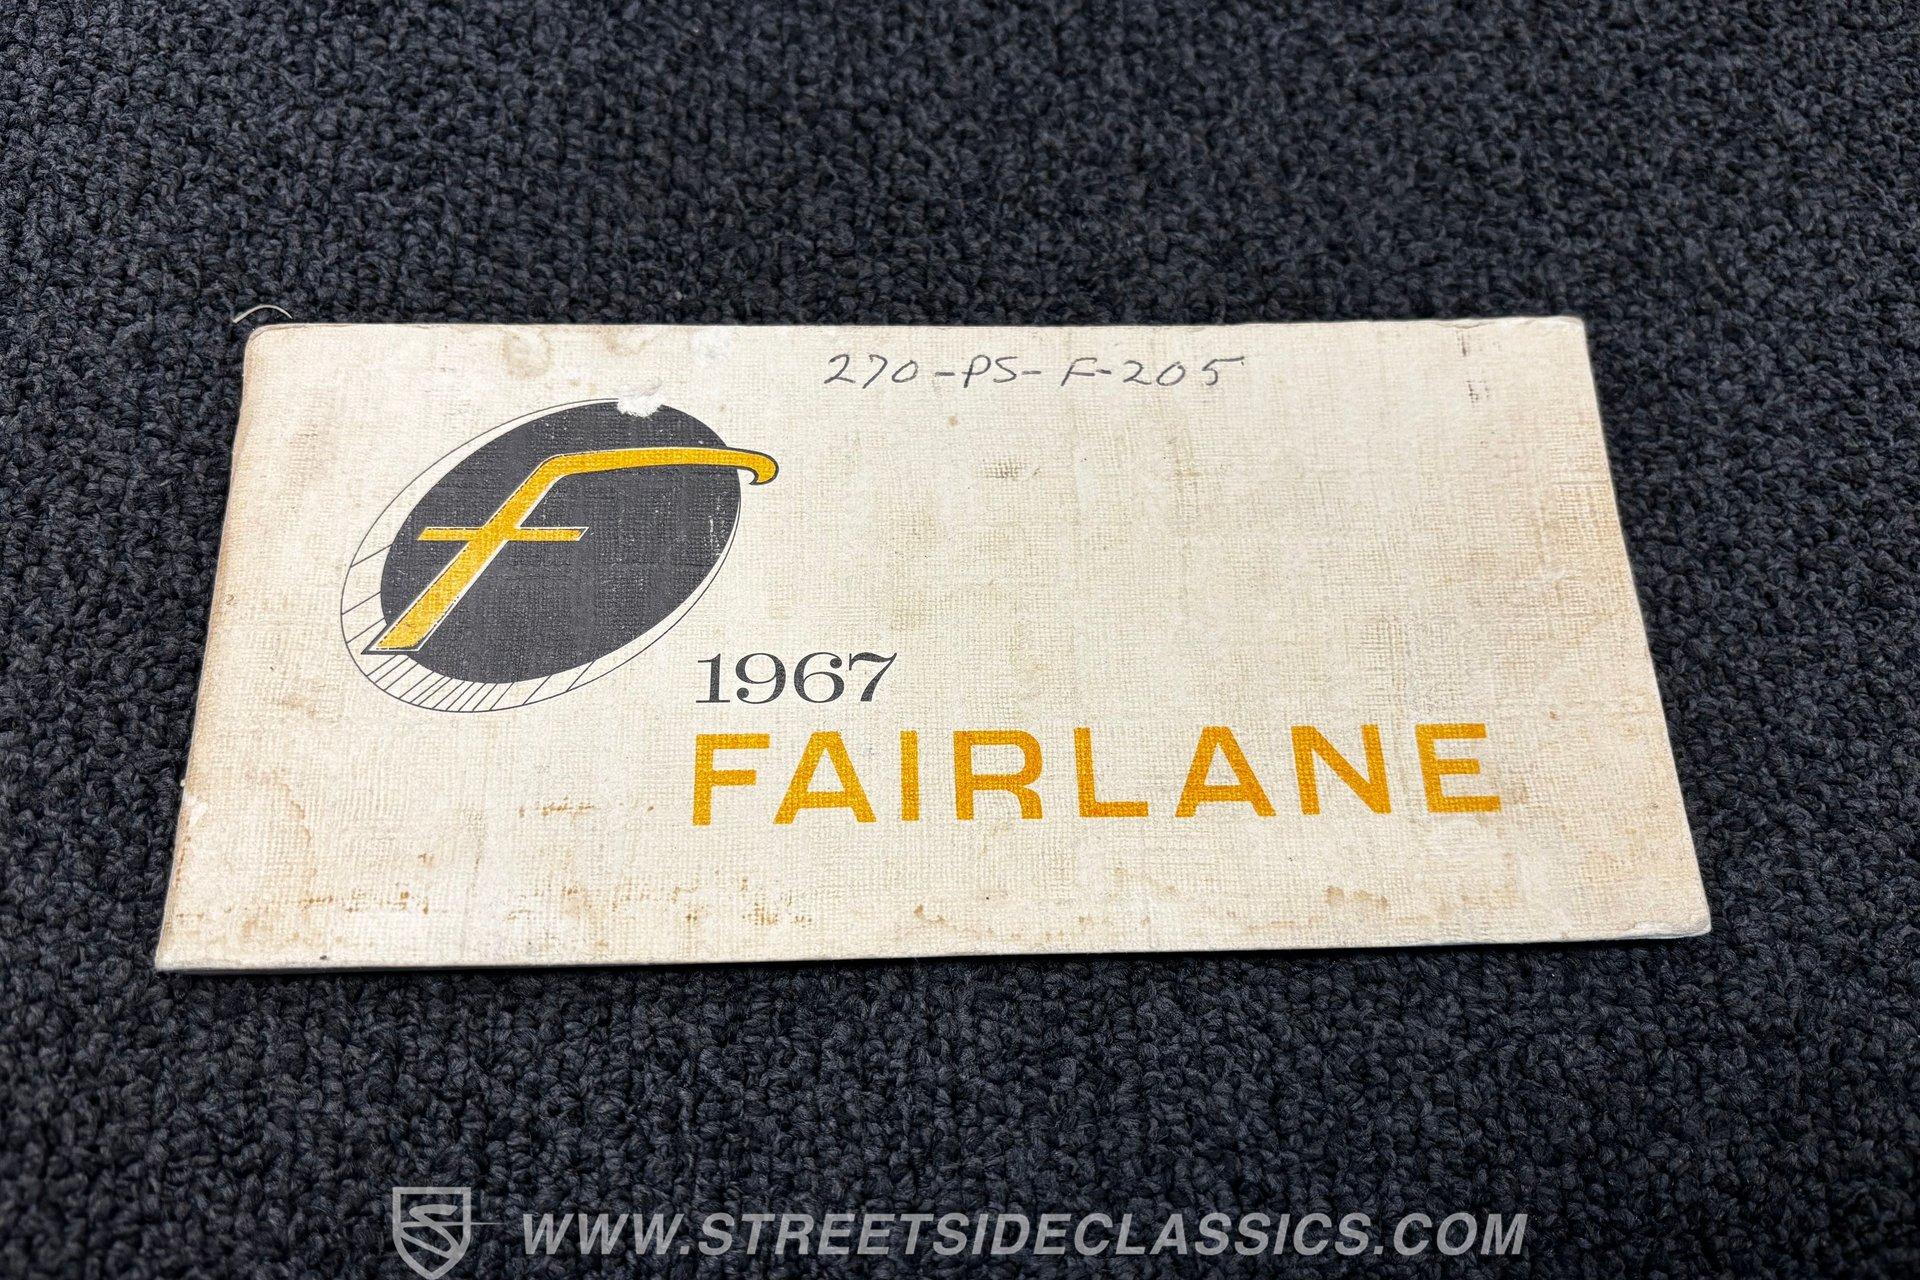 270-PS-F-205
f
1967
FAIRLANE
S
WWW.STREETSIDECLASSICS.COM